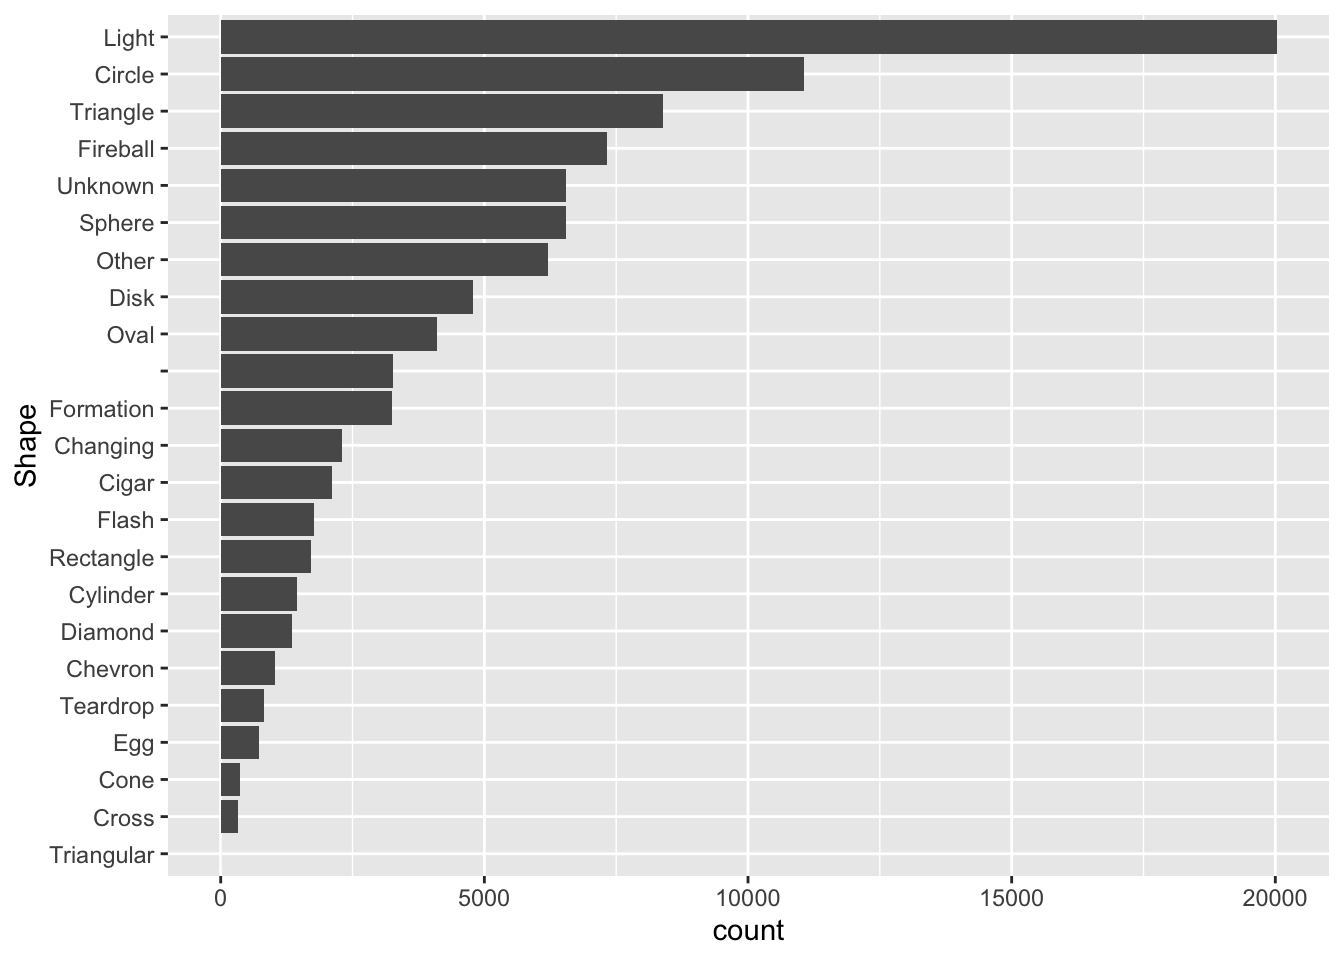 Light
Circle
Triangle
Fireball
Unknown
Sphere
Other
Disk
Oval
Formation
Changing
Cigar
Flash
Rectangle
Cylinder
Diamond
Chevron
Teardrop
Egg
Cone
Cross
Triangular
Shape
0 5000 10000 15000 20000
count